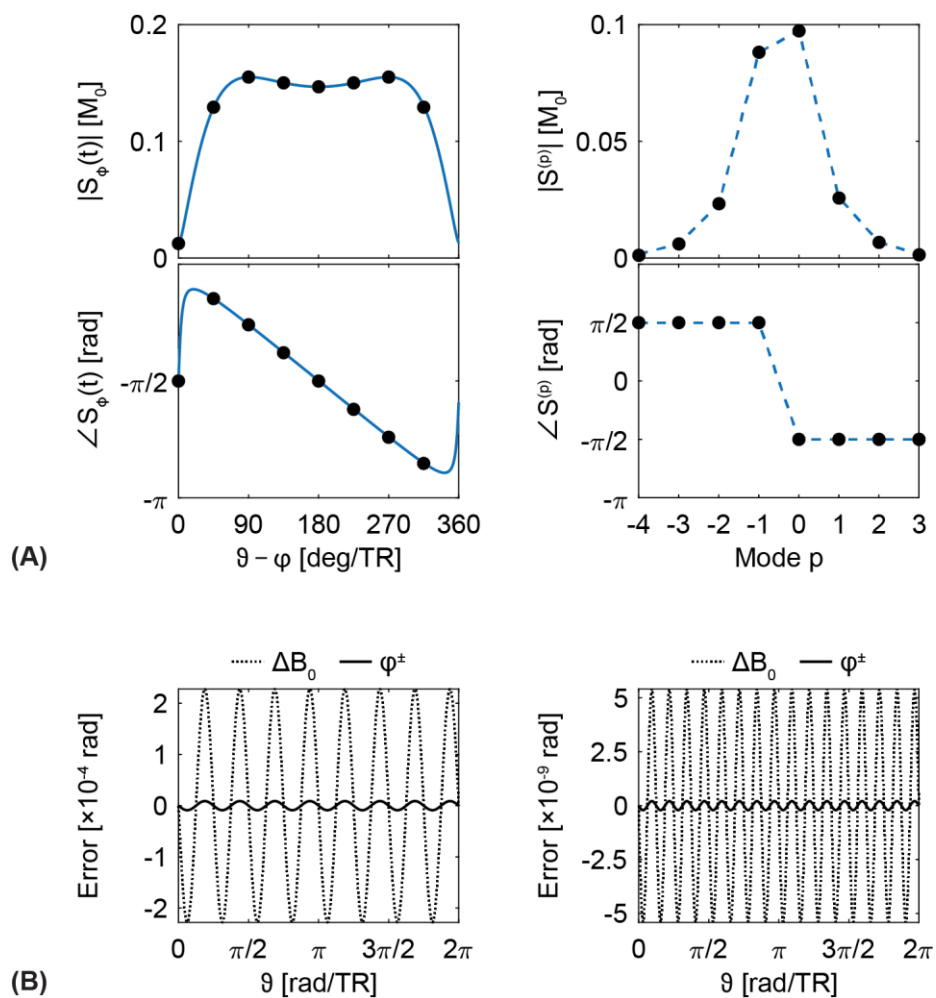 0.2
0.1
0
|S_ϕ(t)| [M_0]
-π/2
-π
∠S_ϕ(t) [rad]
0 90 180 270 360
ϑ – φ [deg/TR]
0.1
0.05
0
|S^(p)| [M_0]
π/2
0
-π/2
-π
∠S^(p) [rad]
-4 -3 -2 -1 0 1 2 3
Mode p
(A)
ΔB_0 φ^±
2
1
0
-1
-2
Error [×10^-4 rad]
0 π/2 π 3π/2 2π
ϑ [rad/TR]
ΔB_0 φ^±
5
2.5
0
-2.5
-5
Error [×10^-9 rad]
0 π/2 π 3π/2 2π
ϑ [rad/TR]
(B)